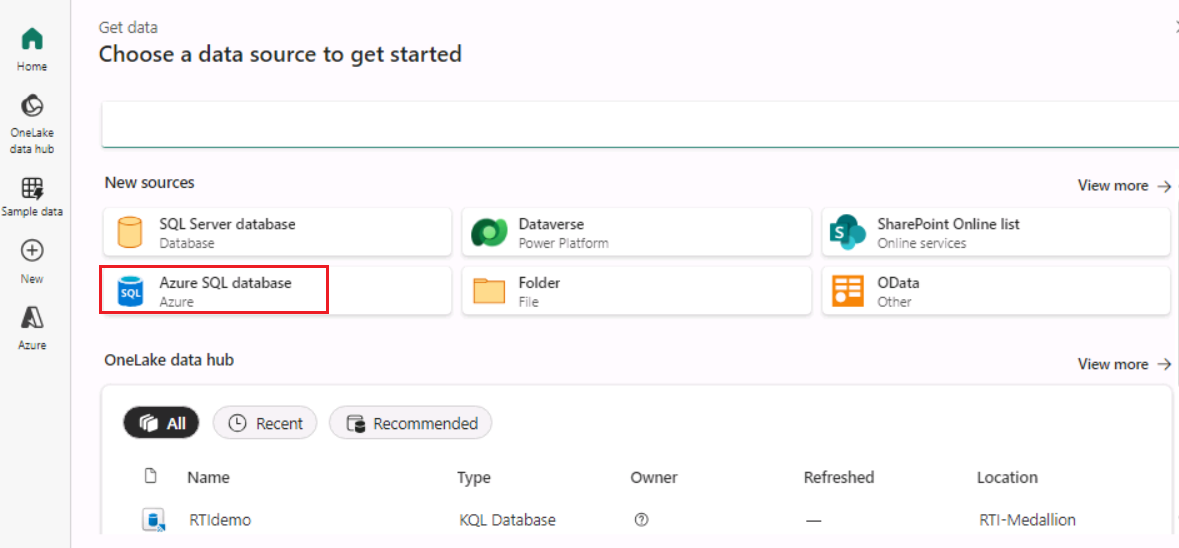 Get data
Choose a data source to get started
Home
OneLake
data hub
Sample data
New
Azure
New sources
View more
SQL Server database
Database
Dataverse
Power Platform
SharePoint Online list
Online services
SQL
Azure SQL database
Azure
Folder
File
OData
Other
OneLake data hub
View more
All
Recent
Recommended
Name
Type
Owner
Refreshed
Location
RTIdemo
KQL Database
—
RTI-Medallion